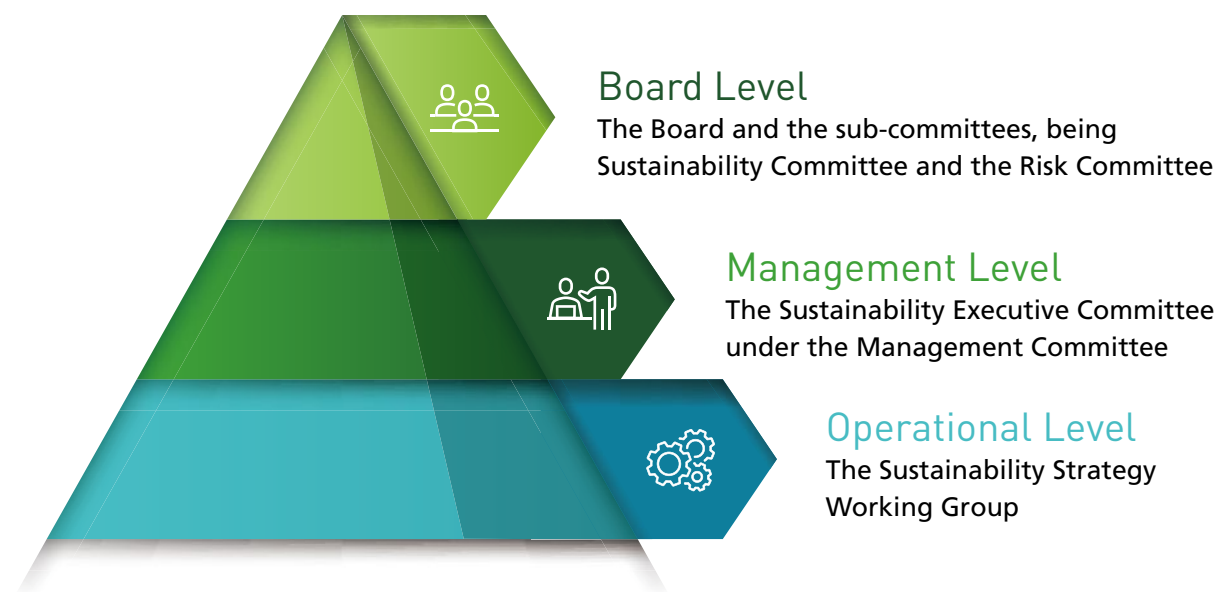 Board Level
The Board and the sub-committees, being
Sustainability Committee and the Risk Committee
Management Level
The Sustainability Executive Committee
under the Management Committee
Operational Level
The Sustainability Strategy
Working Group